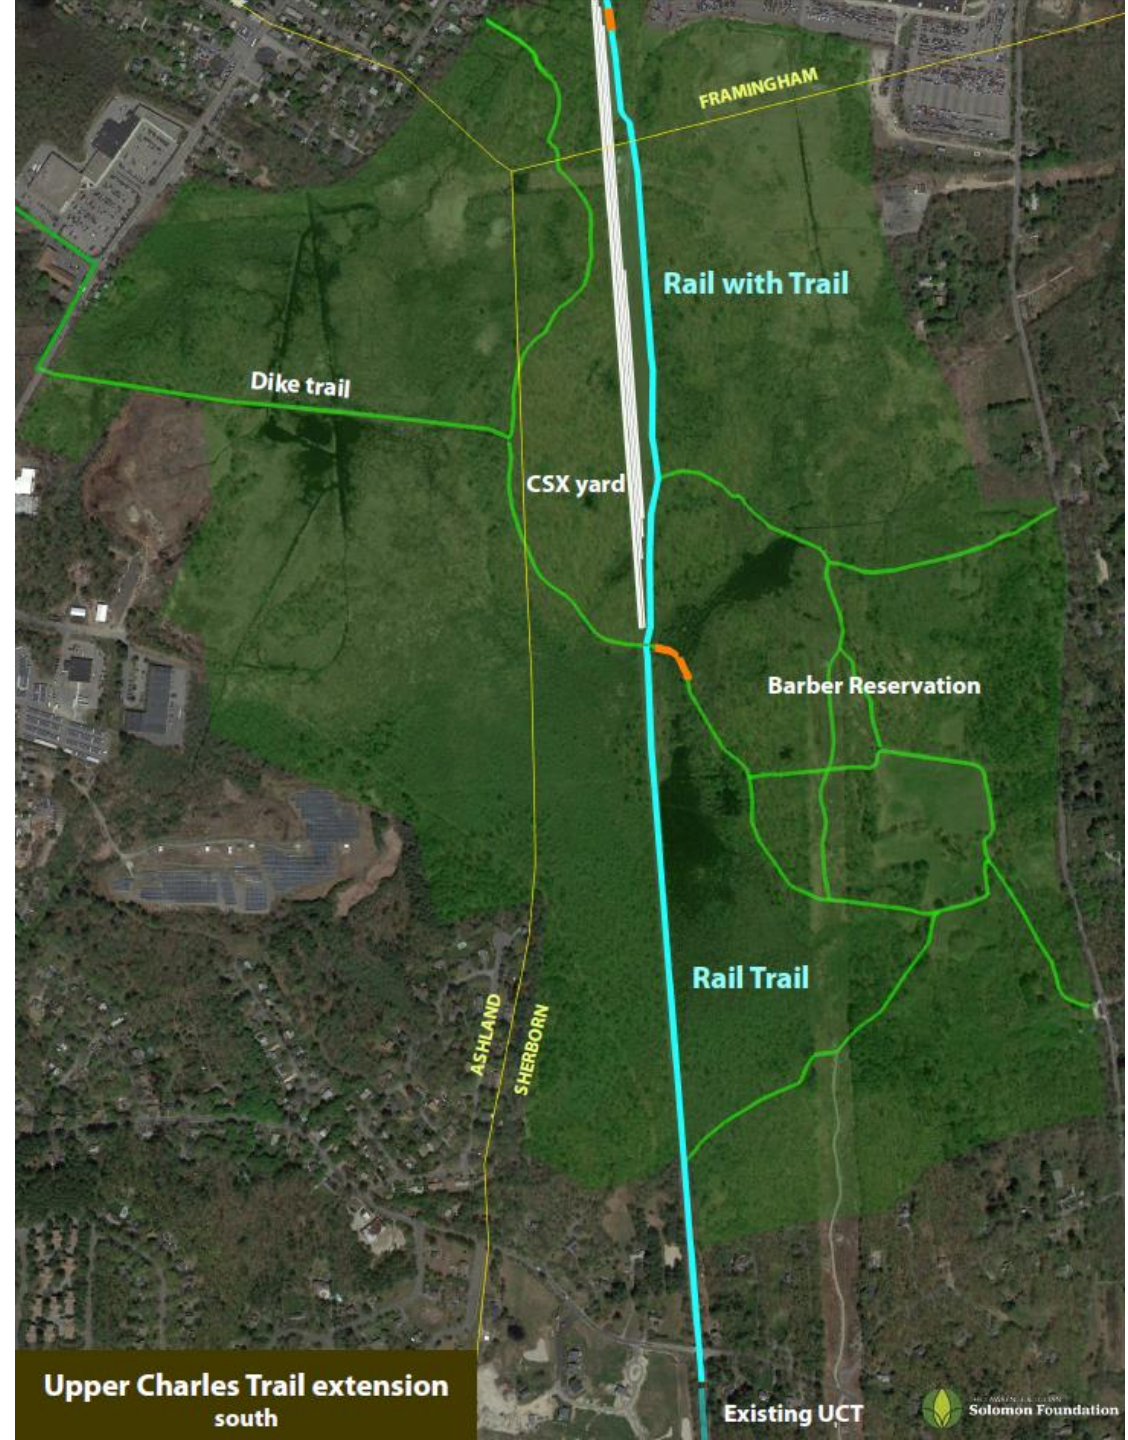 FRAMINGHAM
Rail with Trail
Dike trail
CSX yard
Barber Reservation
Rail Trail
ASHLAND
SHERBORN
Upper Charles Trail extension
south
Existing UCT
Solomon Foundation